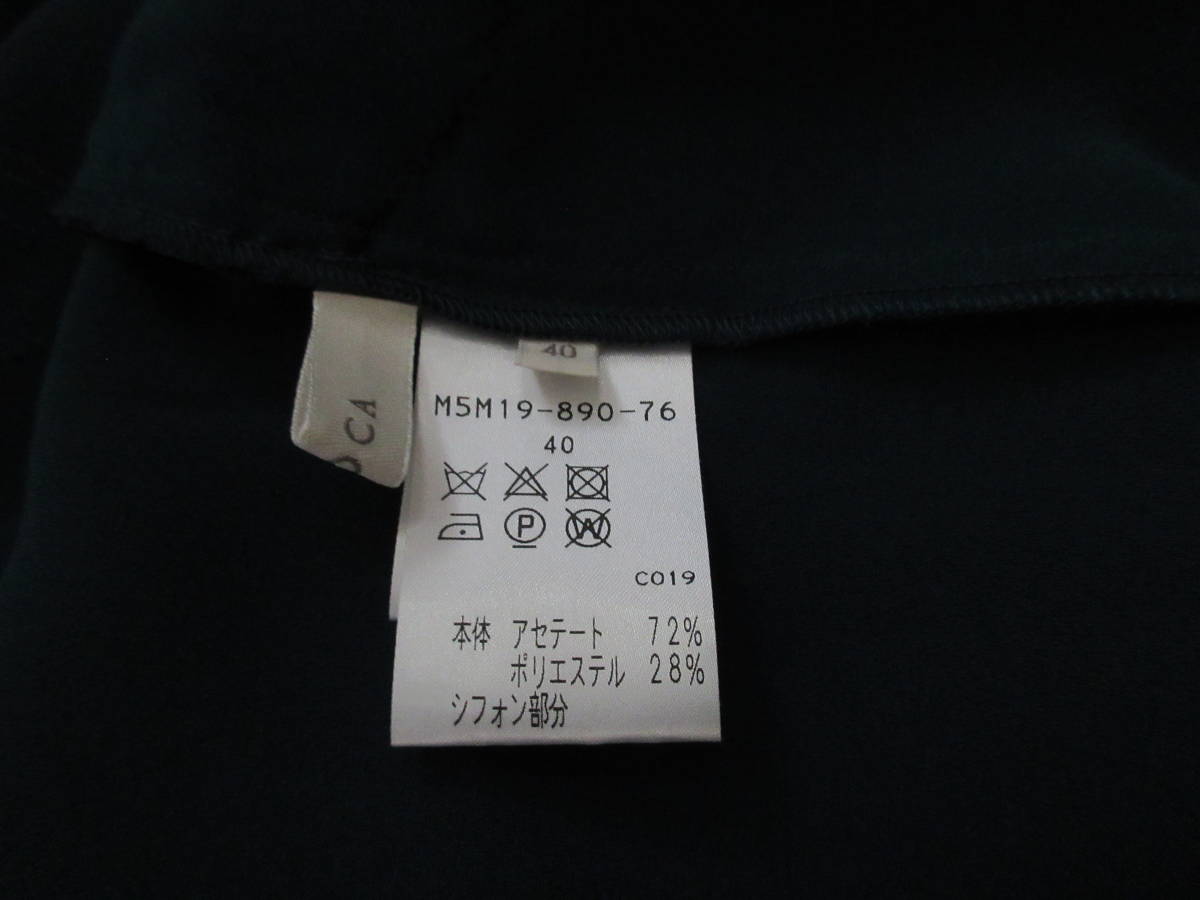 40
M5M19-890-76
40
P
W
C019
本体 アセテート 72%
ポリエステル 28%
シフォン部分
CA